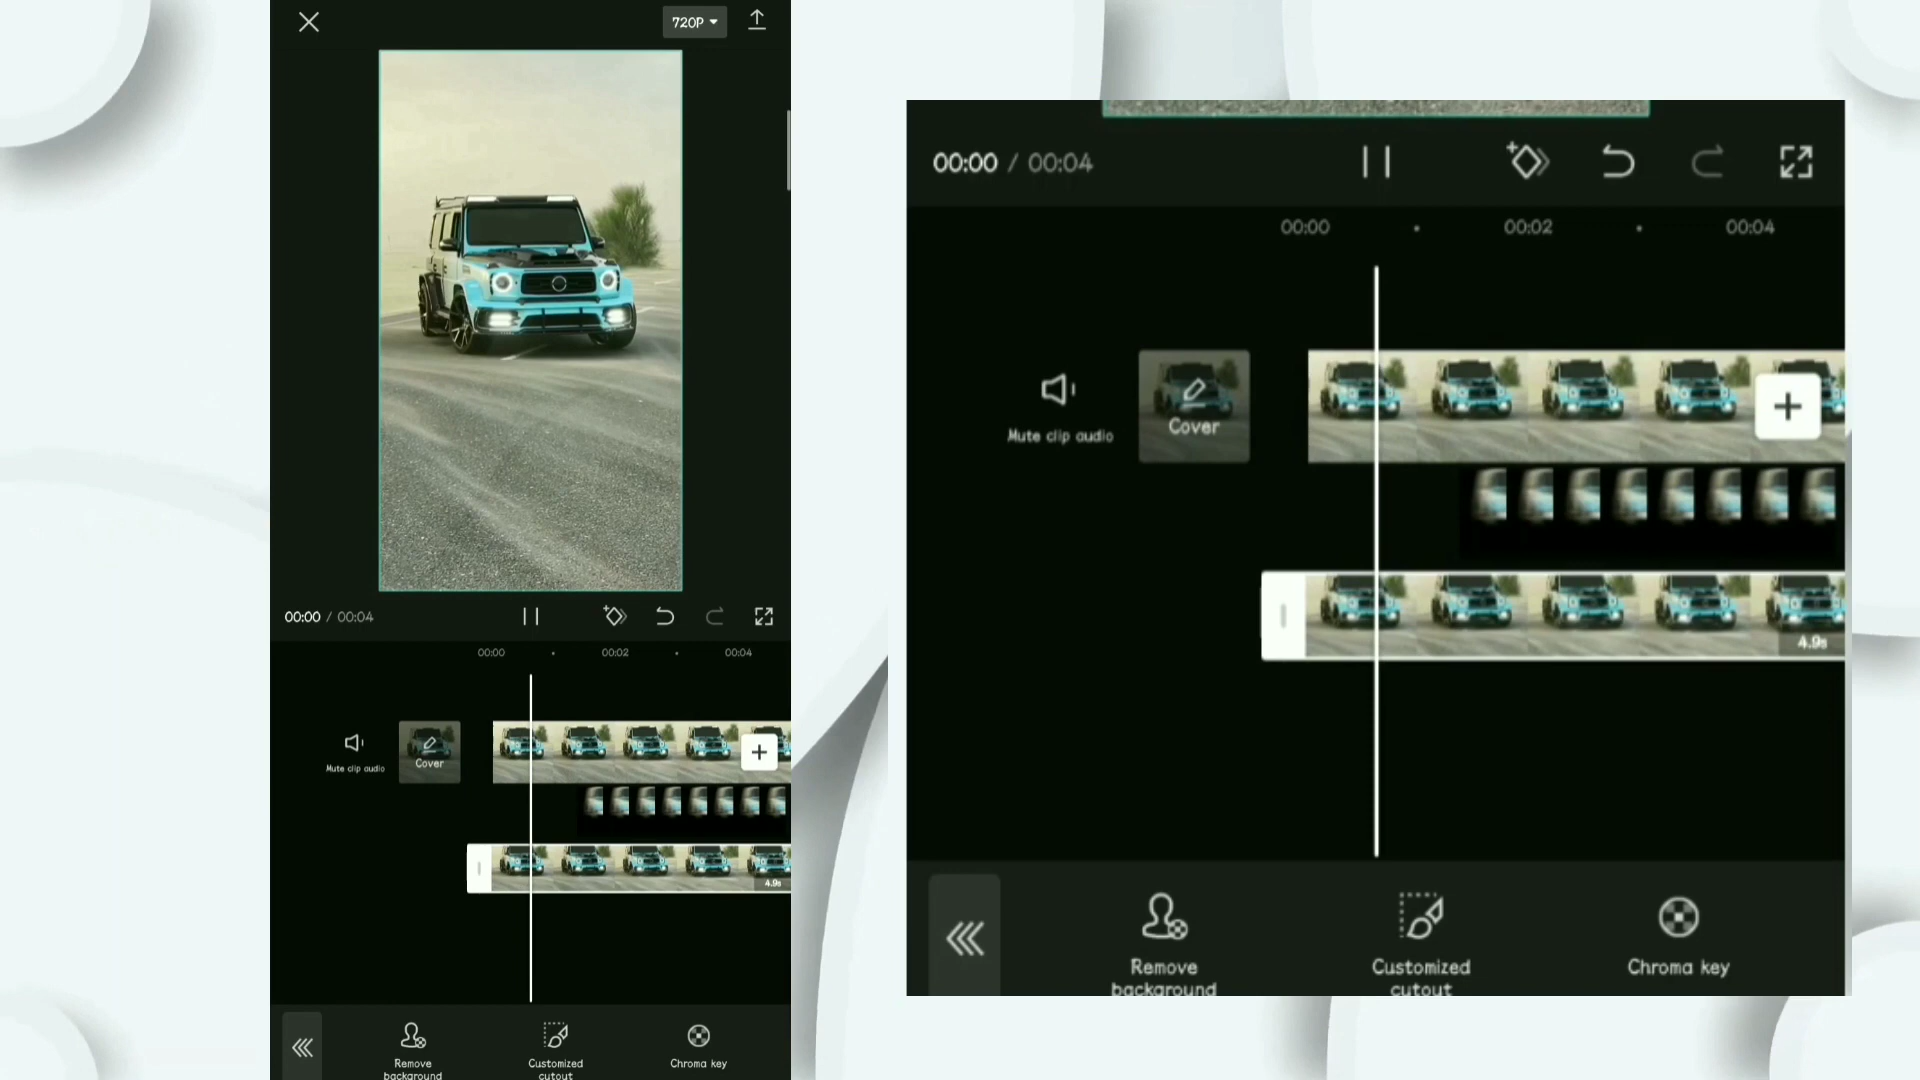 720P
00:00 / 00:04
00:00 00:02 00:04
Mute clip audio
Cover
4.9s
Remove
background
Customized
cutout
Chroma key
00:00 / 00:04
00:00 00:02 00:04
Mute clip audio
Cover
4.9s
Remove
background
Customized
cutout
Chroma key